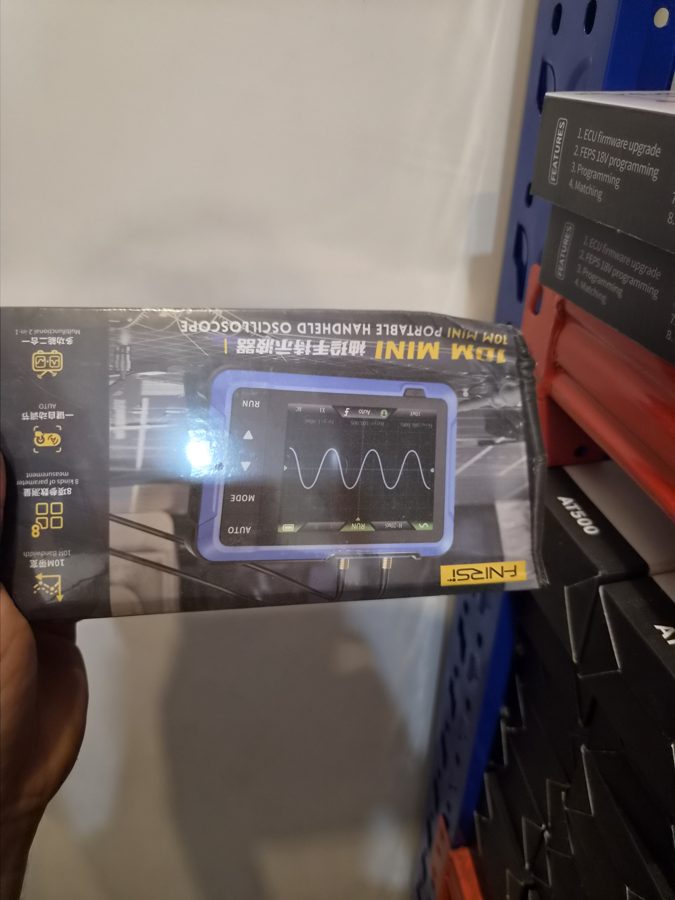 10M MINI 袖珍手持示波器
10M MINI PORTABLE HANDHELD OSCILLOSCOPE
FNIRSI
RUN
MODE
AUTO
RUN
Auto
多功能二合一
Multifunctional 2-in-1
一键自动调节
AUTO
8
8项参数测量
8 kinds of parameter
measurement
10M带宽
10M Bandwidth
FEATURES
1. ECU firmware upgrade
2. FEPS 18V programming
3. Programming
4. Matching
8.
FEATURES
1. ECU firmware upgrade
2. FEPS 18V programming
3. Programming
4. Matching
8.
AT500